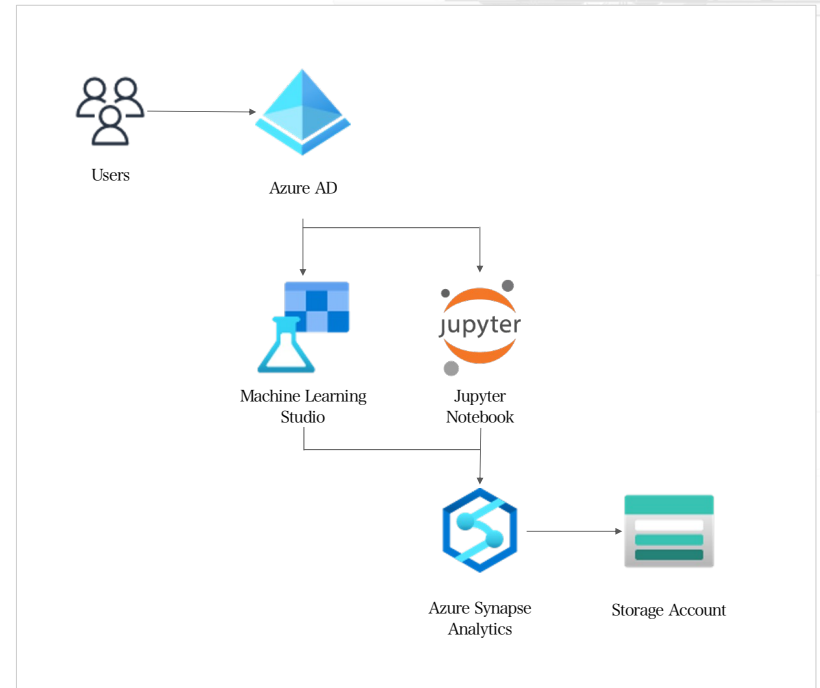 Users
Azure AD
jupyter
Machine Learning
Studio
Jupyter
Notebook
Azure Synapse
Analytics
Storage Account